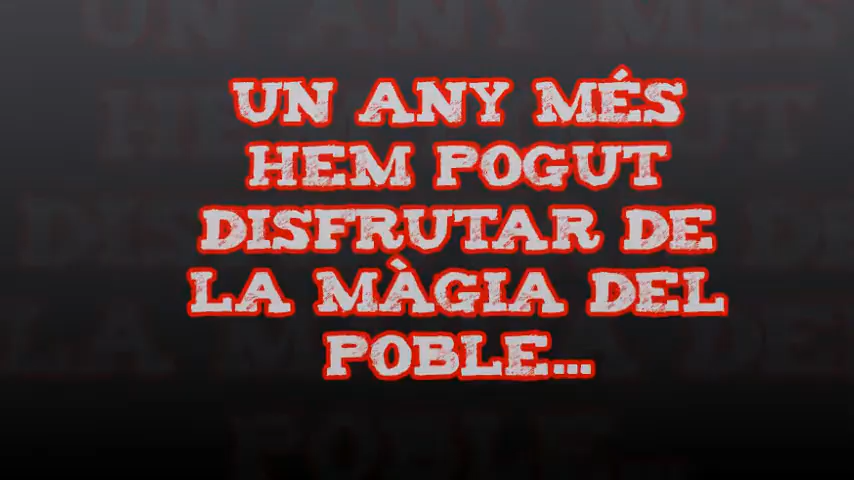 UN ANY MÉS
HEM POGUT
DISFRUTAR DE
LA MÀGIA DEL
POBLE...